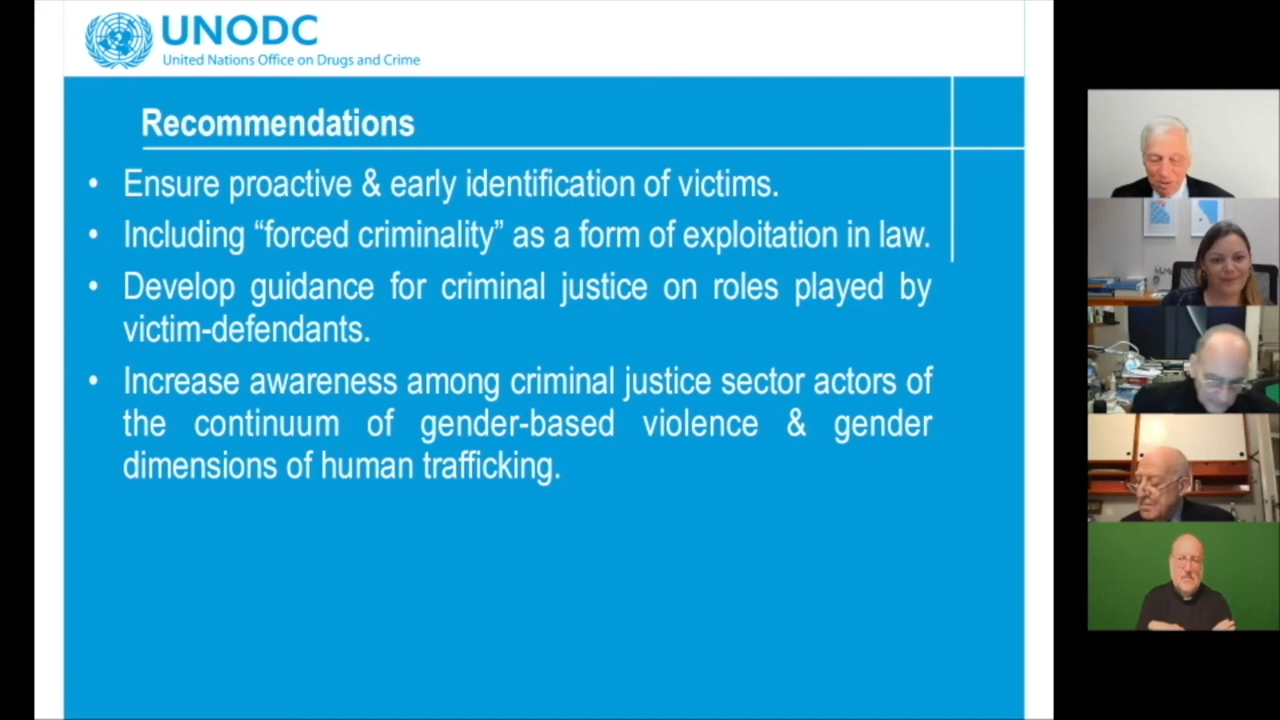 UNODC
United Nations Office on Drugs and Crime
Recommendations
• Ensure proactive & early identification of victims.
• Including “forced criminality” as a form of exploitation in law.
• Develop guidance for criminal justice on roles played by
victim-defendants.
• Increase awareness among criminal justice sector actors of
the continuum of gender-based violence & gender
dimensions of human trafficking.